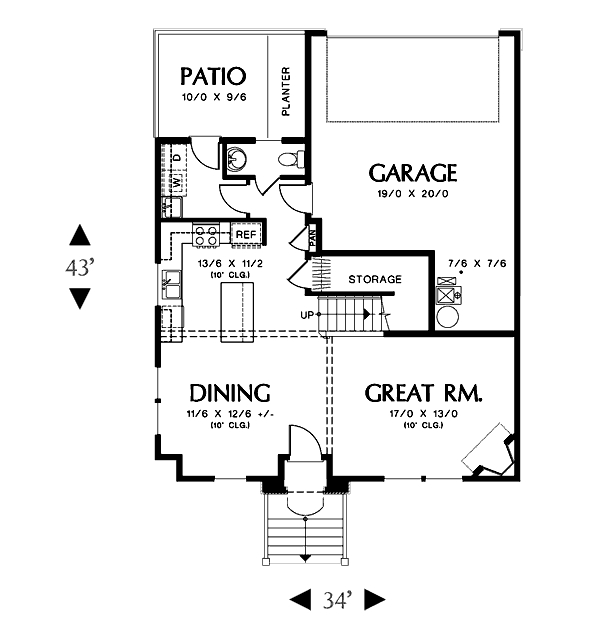 PATIO
10/0 X 9/6
PLANTER
GARAGE
19/0 X 20/0
D
W
REF
PAN
13/6 X 11/2
(10' CLG.)
7/6 X 7/6
STORAGE
UP
43'
DINING
11/6 X 12/6 +/-
(10' CLG.)
GREAT RM.
17/0 X 13/0
(10' CLG.)
34'